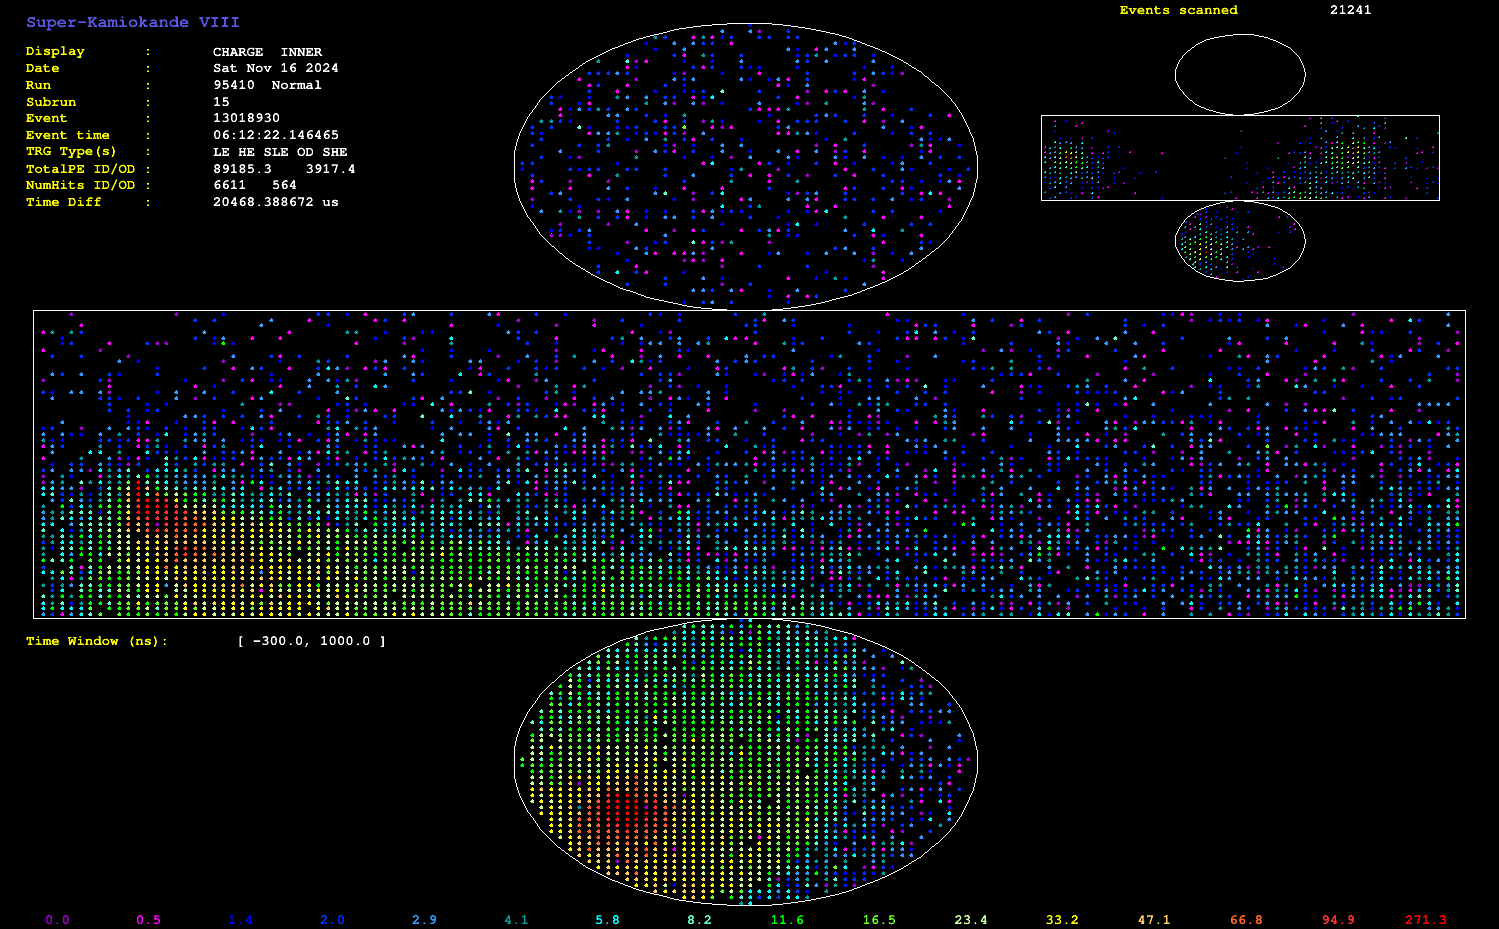 Super-Kamiokande VIII
Events scanned 21241
Display : CHARGE INNER
Date : Sat Nov 16 2024
Run : 95410 Normal
Subrun : 15
Event : 13018930
Event time : 06:12:22.146465
TRG Type(s) : LE HE SLE OD SHE
TotalPE ID/OD : 89185.3 3917.4
NumHits ID/OD : 6611 564
Time Diff : 20468.388672 us
Time Window (ns): [ -300.0, 1000.0 ]
0.0 0.5 1.4 2.0 2.9 4.1 5.8 8.2 11.6 16.5 23.4 33.2 47.1 66.8 94.9 271.3